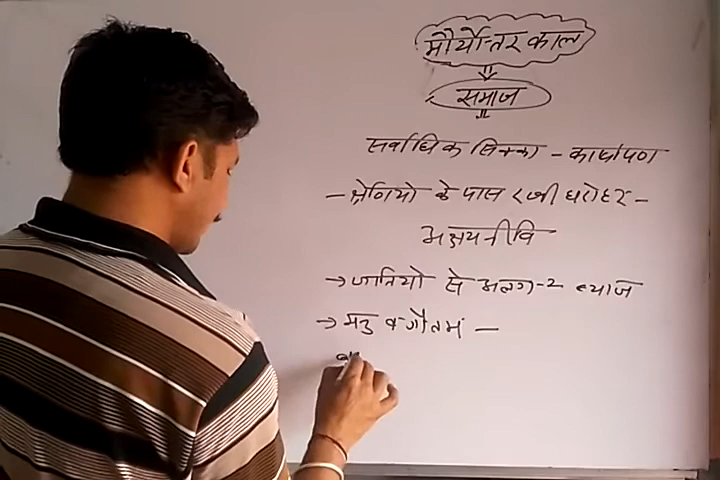 मौर्योत्तर काल
समाज
सर्वाधिक सिक्का - कार्षापण
- श्रेणियो के पास रखी धरोहर -
अक्षयनीवि
→ जातियो से अलग-2 ब्याज
→ मनु व गौतम -